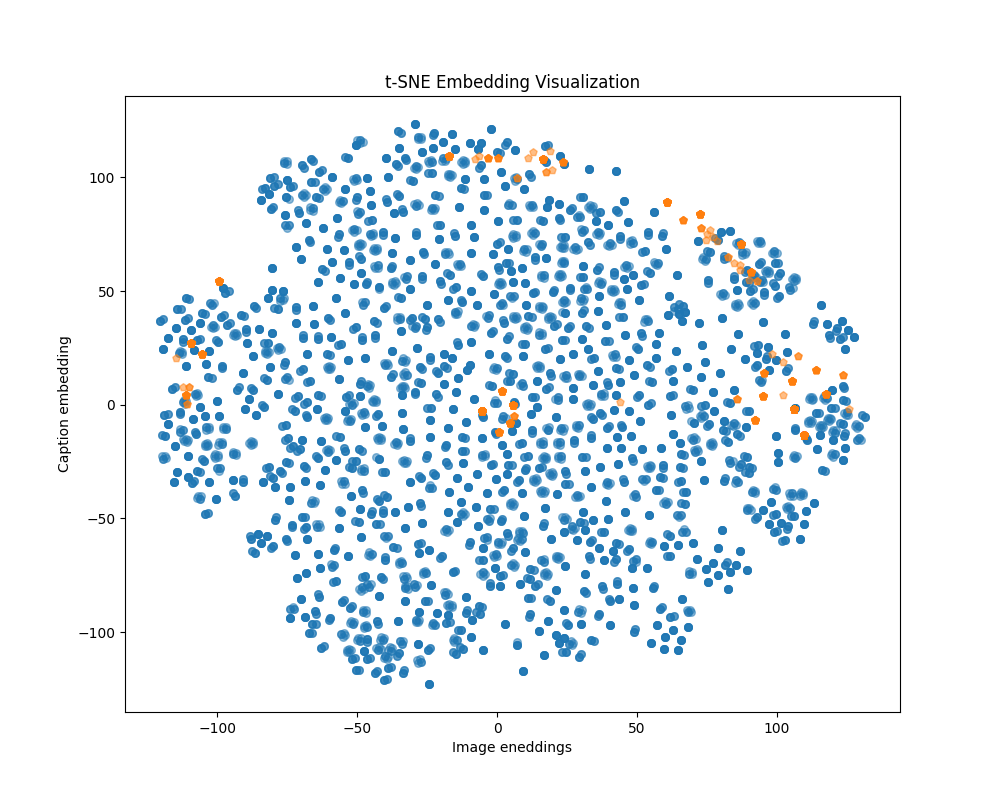 t-SNE Embedding Visualization
100
50
0
−50
−100
Caption embedding
−100 −50 0 50 100
Image eneddings